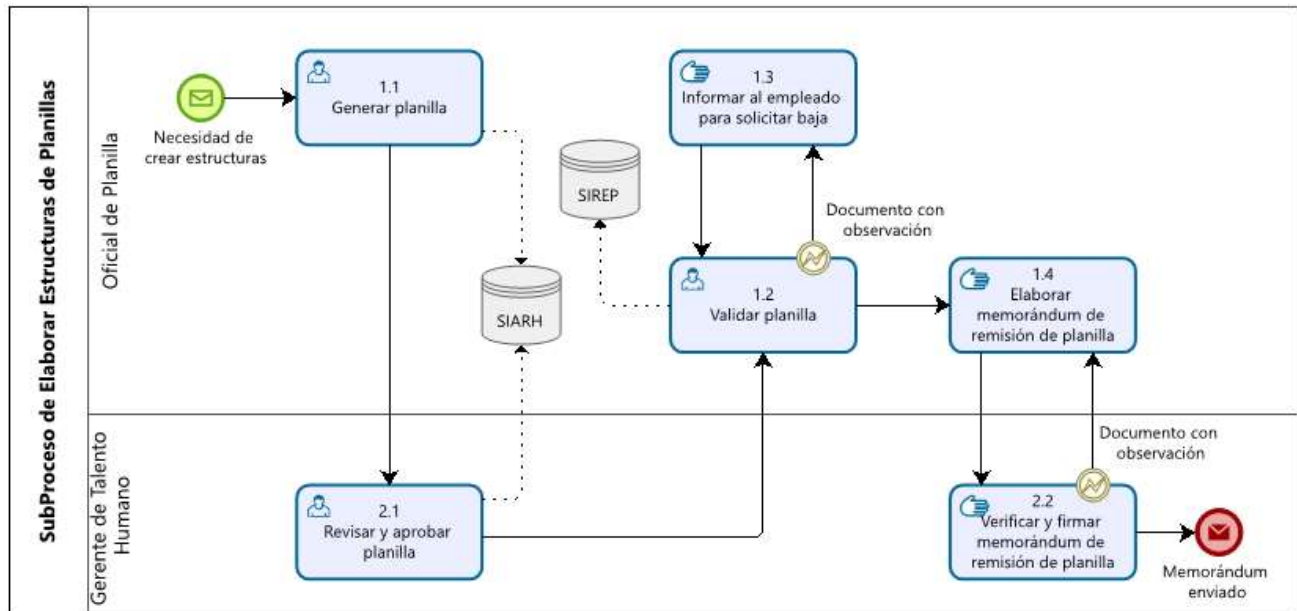 SubProceso de Elaborar Estructuras de Planillas
Oficial de Planilla
Necesidad de
crear estructuras
1.1
Generar planilla
SIARH
SIREP
1.3
Informar al empleado
para solicitar baja
Documento con
observación
1.2
Validar planilla
1.4
Elaborar
memorándum de
remisión de planilla
Gerente de Talento
Humano
2.1
Revisar y aprobar
planilla
Documento con
observación
2.2
Verificar y firmar
memorándum de
remisión de planilla
Memorándum
enviado